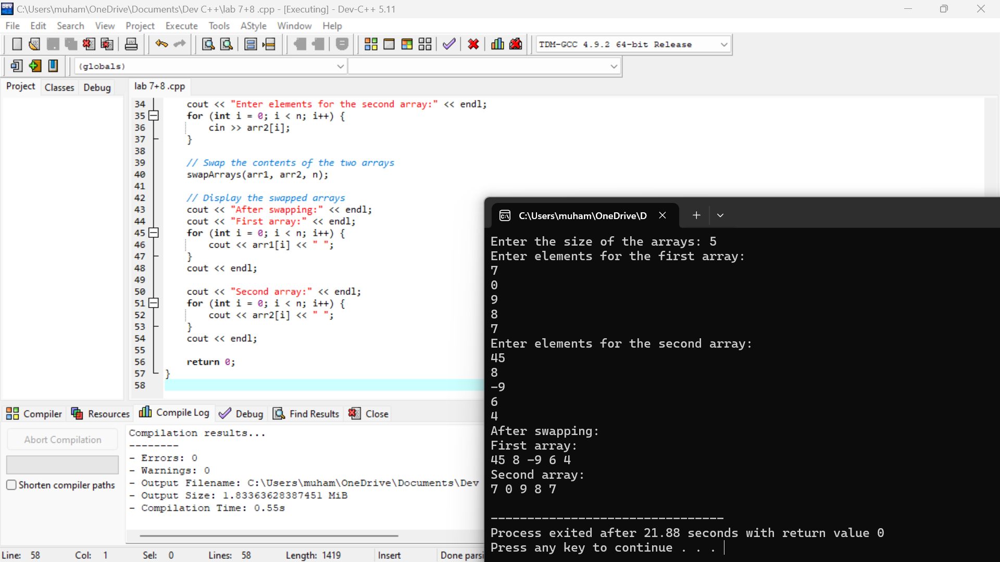 C:\Users\muham\OneDrive\Documents\Dev C++\lab 7+8 .cpp - [Executing] - Dev-C++ 5.11
File Edit Search View Project Execute Tools AStyle Window Help
TDM-GCC 4.9.2 64-bit Release
(globals)
Project Classes Debug
lab 7+8 .cpp
34 cout << "Enter elements for the second array:" << endl;
35 for (int i = 0; i < n; i++) {
36 cin >> arr2[i];
37 }
38
39 // Swap the contents of the two arrays
40 swapArrays(arr1, arr2, n);
41
42 // Display the swapped arrays
43 cout << "After swapping:" << endl;
44 cout << "First array:" << endl;
45 for (int i = 0; i < n; i++) {
46 cout << arr1[i] << " ";
47 }
48 cout << endl;
49
50 cout << "Second array:" << endl;
51 for (int i = 0; i < n; i++) {
52 cout << arr2[i] << " ";
53 }
54 cout << endl;
55
56 return 0;
57 }
58
Compiler Resources Compile Log Debug Find Results Close
Abort Compilation
Shorten compiler paths
Compilation results...
--------
- Errors: 0
- Warnings: 0
- Output Filename: C:\Users\muham\OneDrive\Documents\Dev
- Output Size: 1.83363628387451 MiB
- Compilation Time: 0.55s
Line: 58 Col: 1 Sel: 0 Lines: 58 Length: 1419 Insert Done parsi
C:\Users\muham\OneDrive\D
Enter the size of the arrays: 5
Enter elements for the first array:
7
0
9
8
7
Enter elements for the second array:
45
8
-9
6
4
After swapping:
First array:
45 8 -9 6 4
Second array:
7 0 9 8 7
--------------------------------
Process exited after 21.88 seconds with return value 0
Press any key to continue . . .